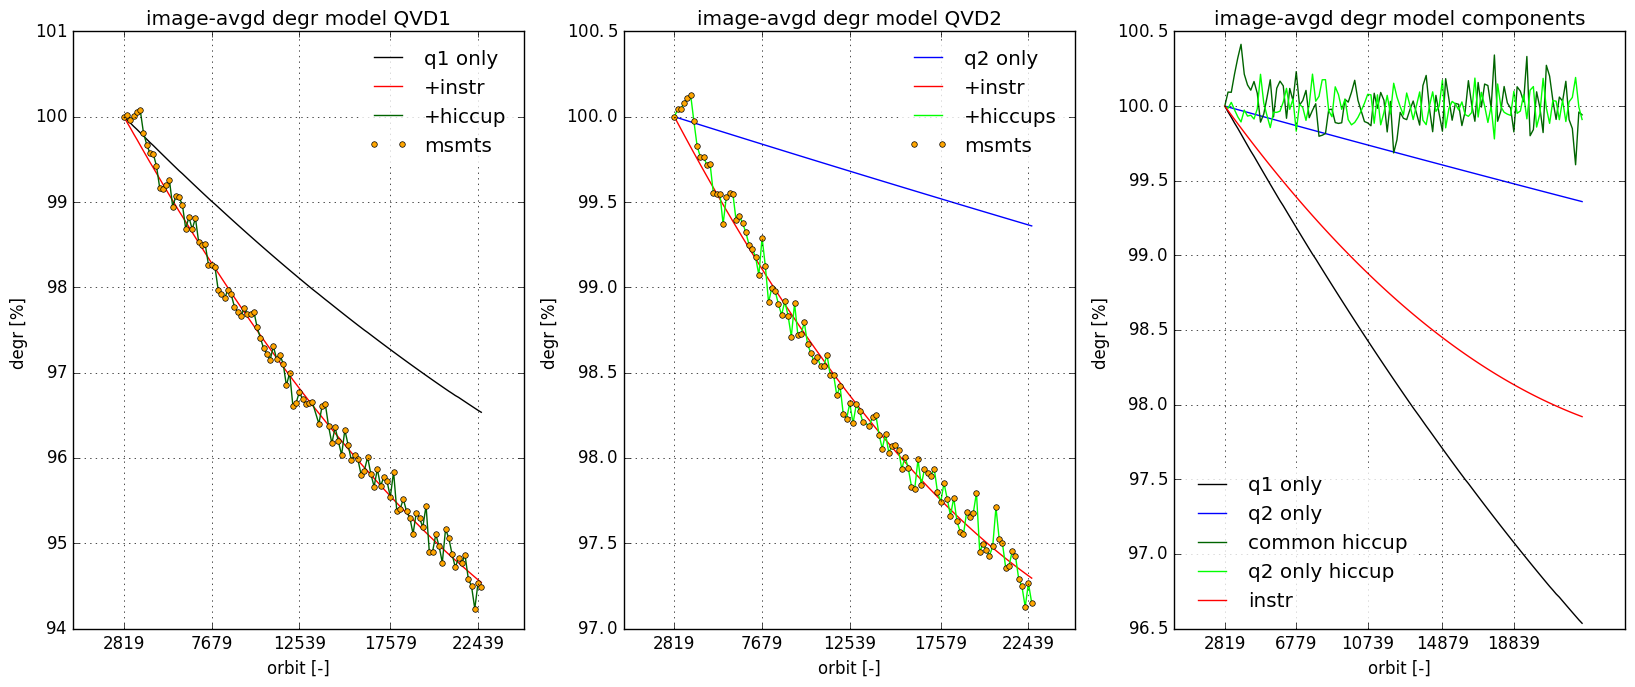 image-avgd degr model QVD1
101
100
99
98
97
96
95
94
degr [%]
q1 only
+instr
+hiccup
msmts
2819 7679 12539 17579 22439
orbit [-]
image-avgd degr model QVD2
100.5
100.0
99.5
99.0
98.5
98.0
97.5
97.0
degr [%]
q2 only
+instr
+hiccups
msmts
2819 7679 12539 17579 22439
orbit [-]
image-avgd degr model components
100.5
100.0
99.5
99.0
98.5
98.0
97.5
97.0
96.5
degr [%]
q1 only
q2 only
common hiccup
q2 only hiccup
instr
2819 6779 10739 14879 18839
orbit [-]